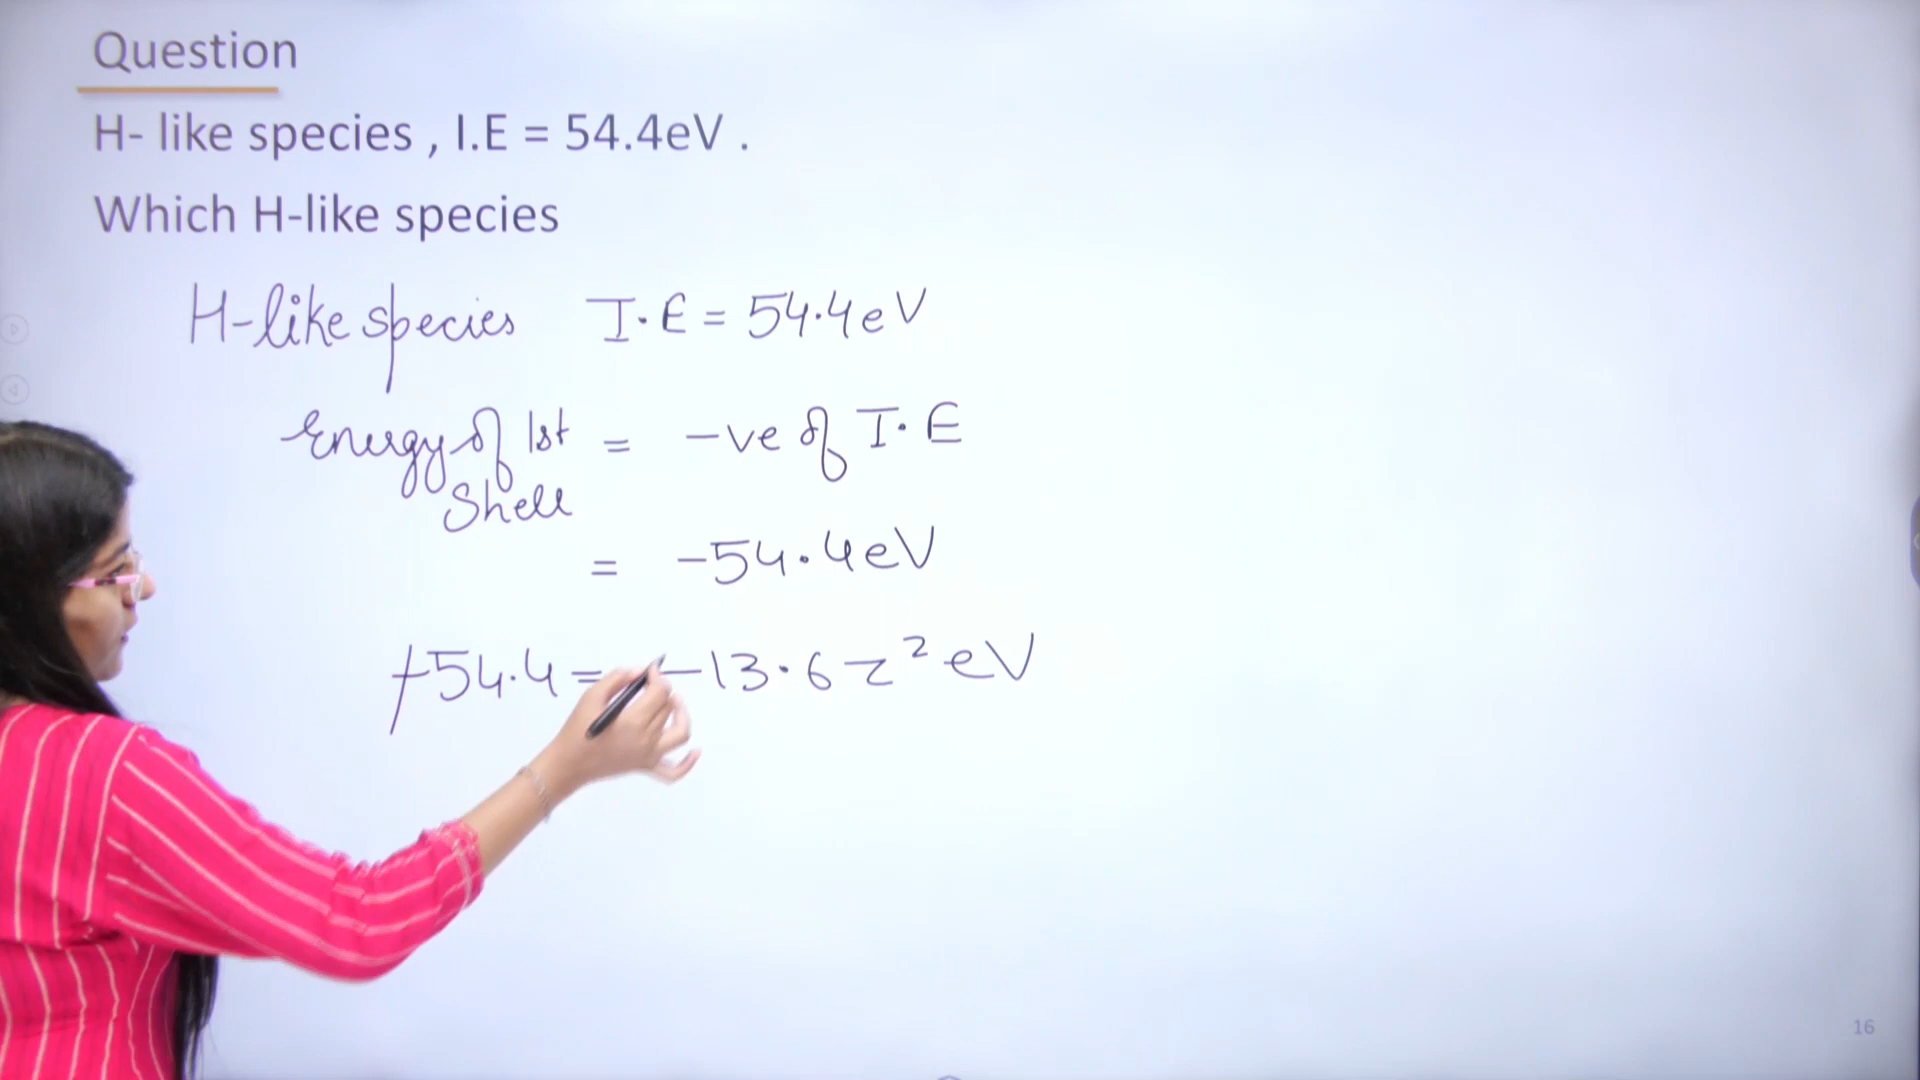 Question
H- like species , I.E = 54.4eV .
Which H-like species
H-like species I.E = 54.4eV
Energy of 1st = -ve of I.E
Shell
= -54.4eV
-54.4 = -13.6 z² eV
16